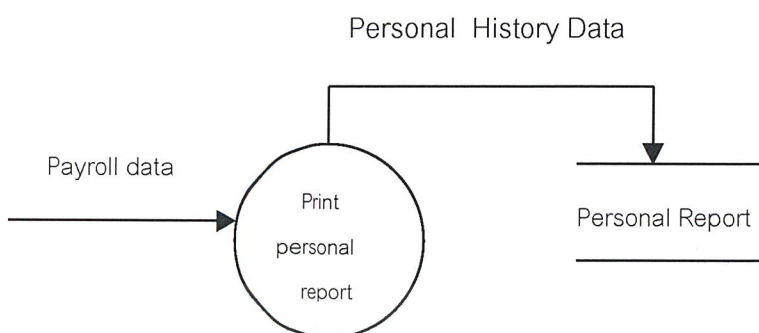 Personal History Data
Payroll data
Print
personal
report
Personal Report